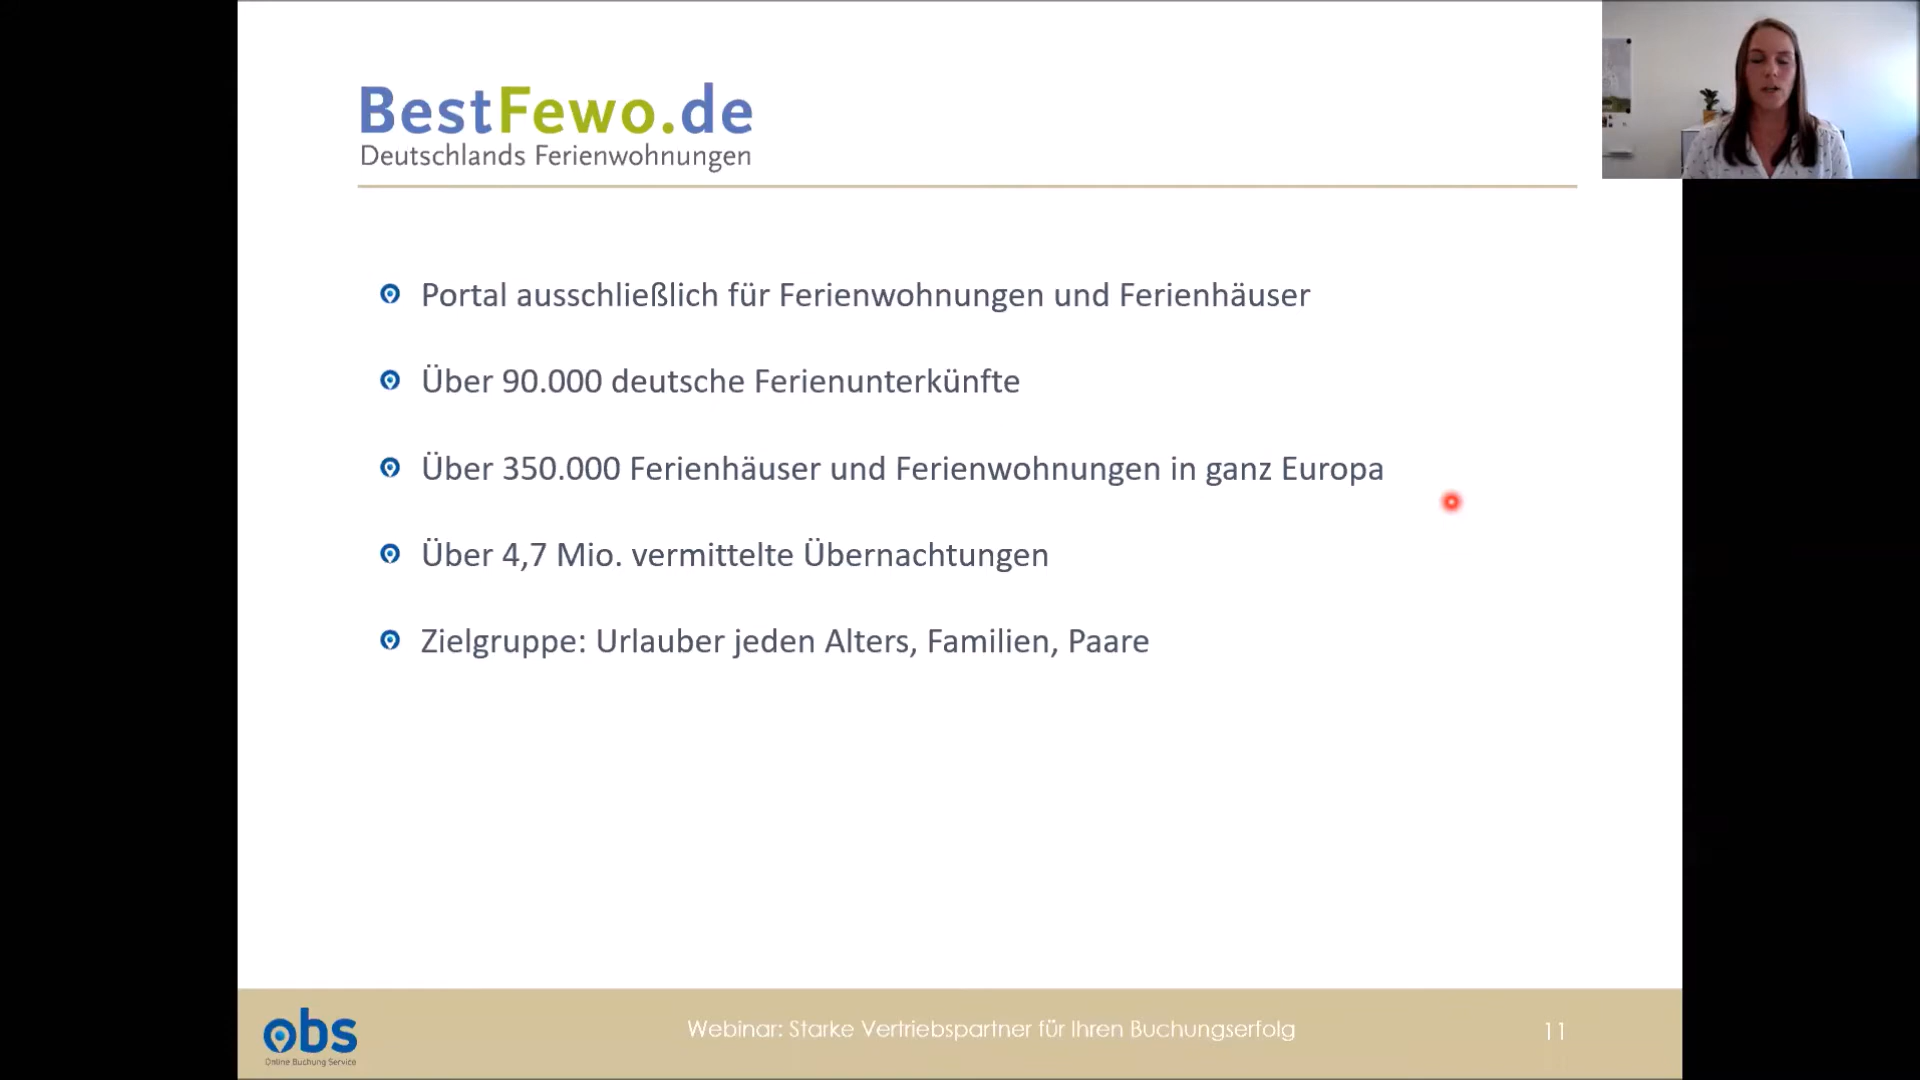 BestFewo.de
Deutschlands Ferienwohnungen
Portal ausschließlich für Ferienwohnungen und Ferienhäuser
Über 90.000 deutsche Ferienunterkünfte
Über 350.000 Ferienhäuser und Ferienwohnungen in ganz Europa
Über 4,7 Mio. vermittelte Übernachtungen
Zielgruppe: Urlauber jeden Alters, Familien, Paare
obs
Online Buchung Service
Webinar: Starke Vertriebspartner für Ihren Buchungserfolg
11